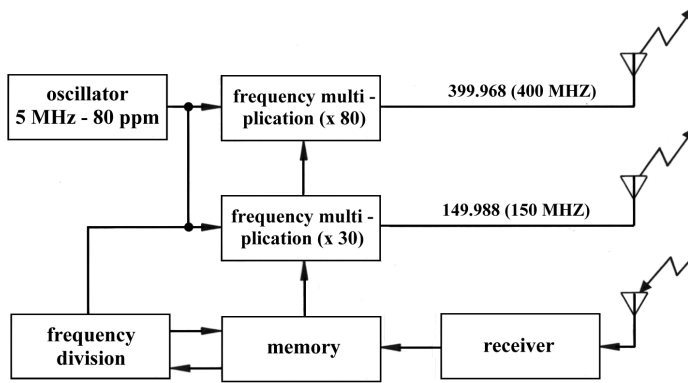 oscillator
5 MHz - 80 ppm
frequency multi -
plication (x 80)
399.968 (400 MHZ)
frequency multi -
plication (x 30)
149.988 (150 MHZ)
frequency
division
memory
receiver